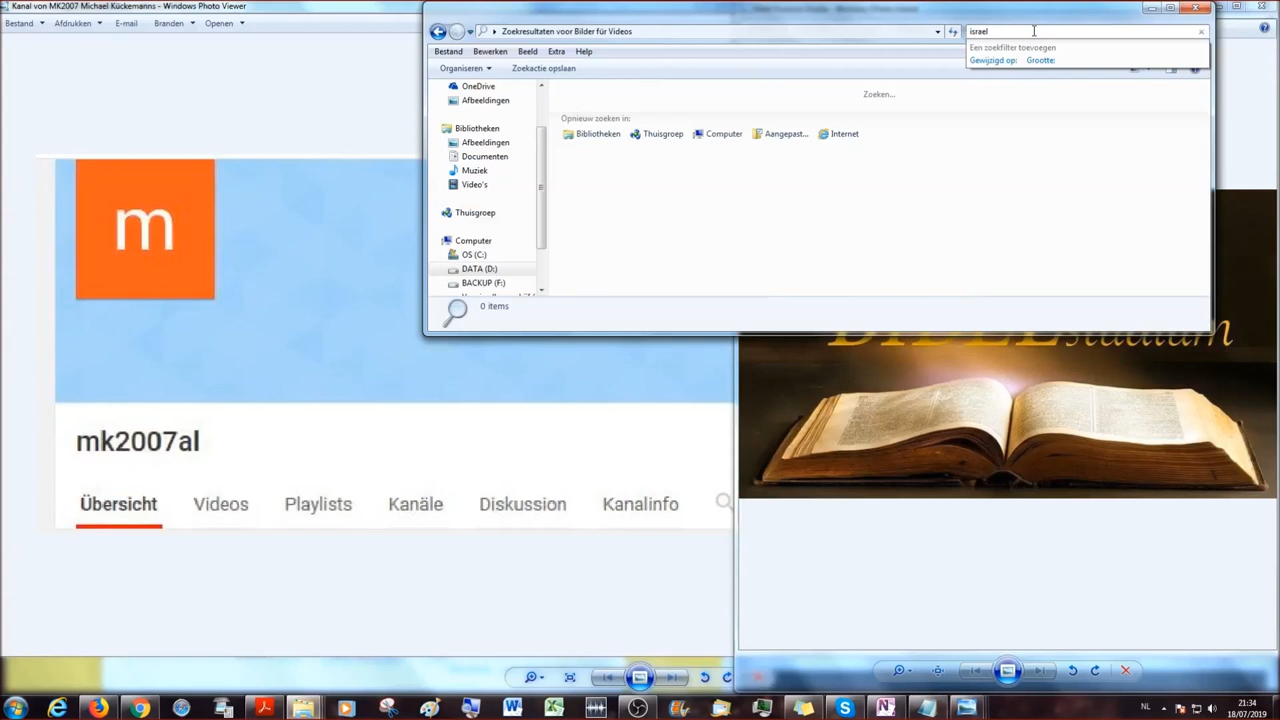 Kanal von MK2007 Michael Kückemanns - Windows Photo Viewer
Bestand Afdrukken E-mail Branden Openen
Zoekresultaten voor Bilder für Videos
israel
Een zoekfilter toevoegen
Gewijzigd op: Grootte:
Bestand Bewerken Beeld Extra Help
Organiseren Zoekactie opslaan
OneDrive
Afbeeldingen
Bibliotheken
Afbeeldingen
Documenten
Muziek
Video's
Thuisgroep
Computer
OS (C:)
DATA (D:)
BACKUP (F:)
Zoeken...
Opnieuw zoeken in:
Bibliotheken Thuisgroep Computer Aangepast... Internet
0 items
m
mk2007al
Übersicht Videos Playlists Kanäle Diskussion Kanalinfo
BIBELstudium
NL
21:34
18/07/2019